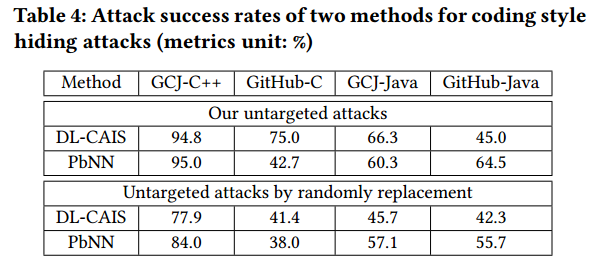 Table 4: Attack success rates of two methods for coding style
hiding attacks (metrics unit: %)
Method GCJ-C++ GitHub-C GCJ-Java GitHub-Java
Our untargeted attacks
DL-CAIS 94.8 75.0 66.3 45.0
PbNN 95.0 42.7 60.3 64.5
Untargeted attacks by randomly replacement
DL-CAIS 77.9 41.4 45.7 42.3
PbNN 84.0 38.0 57.1 55.7